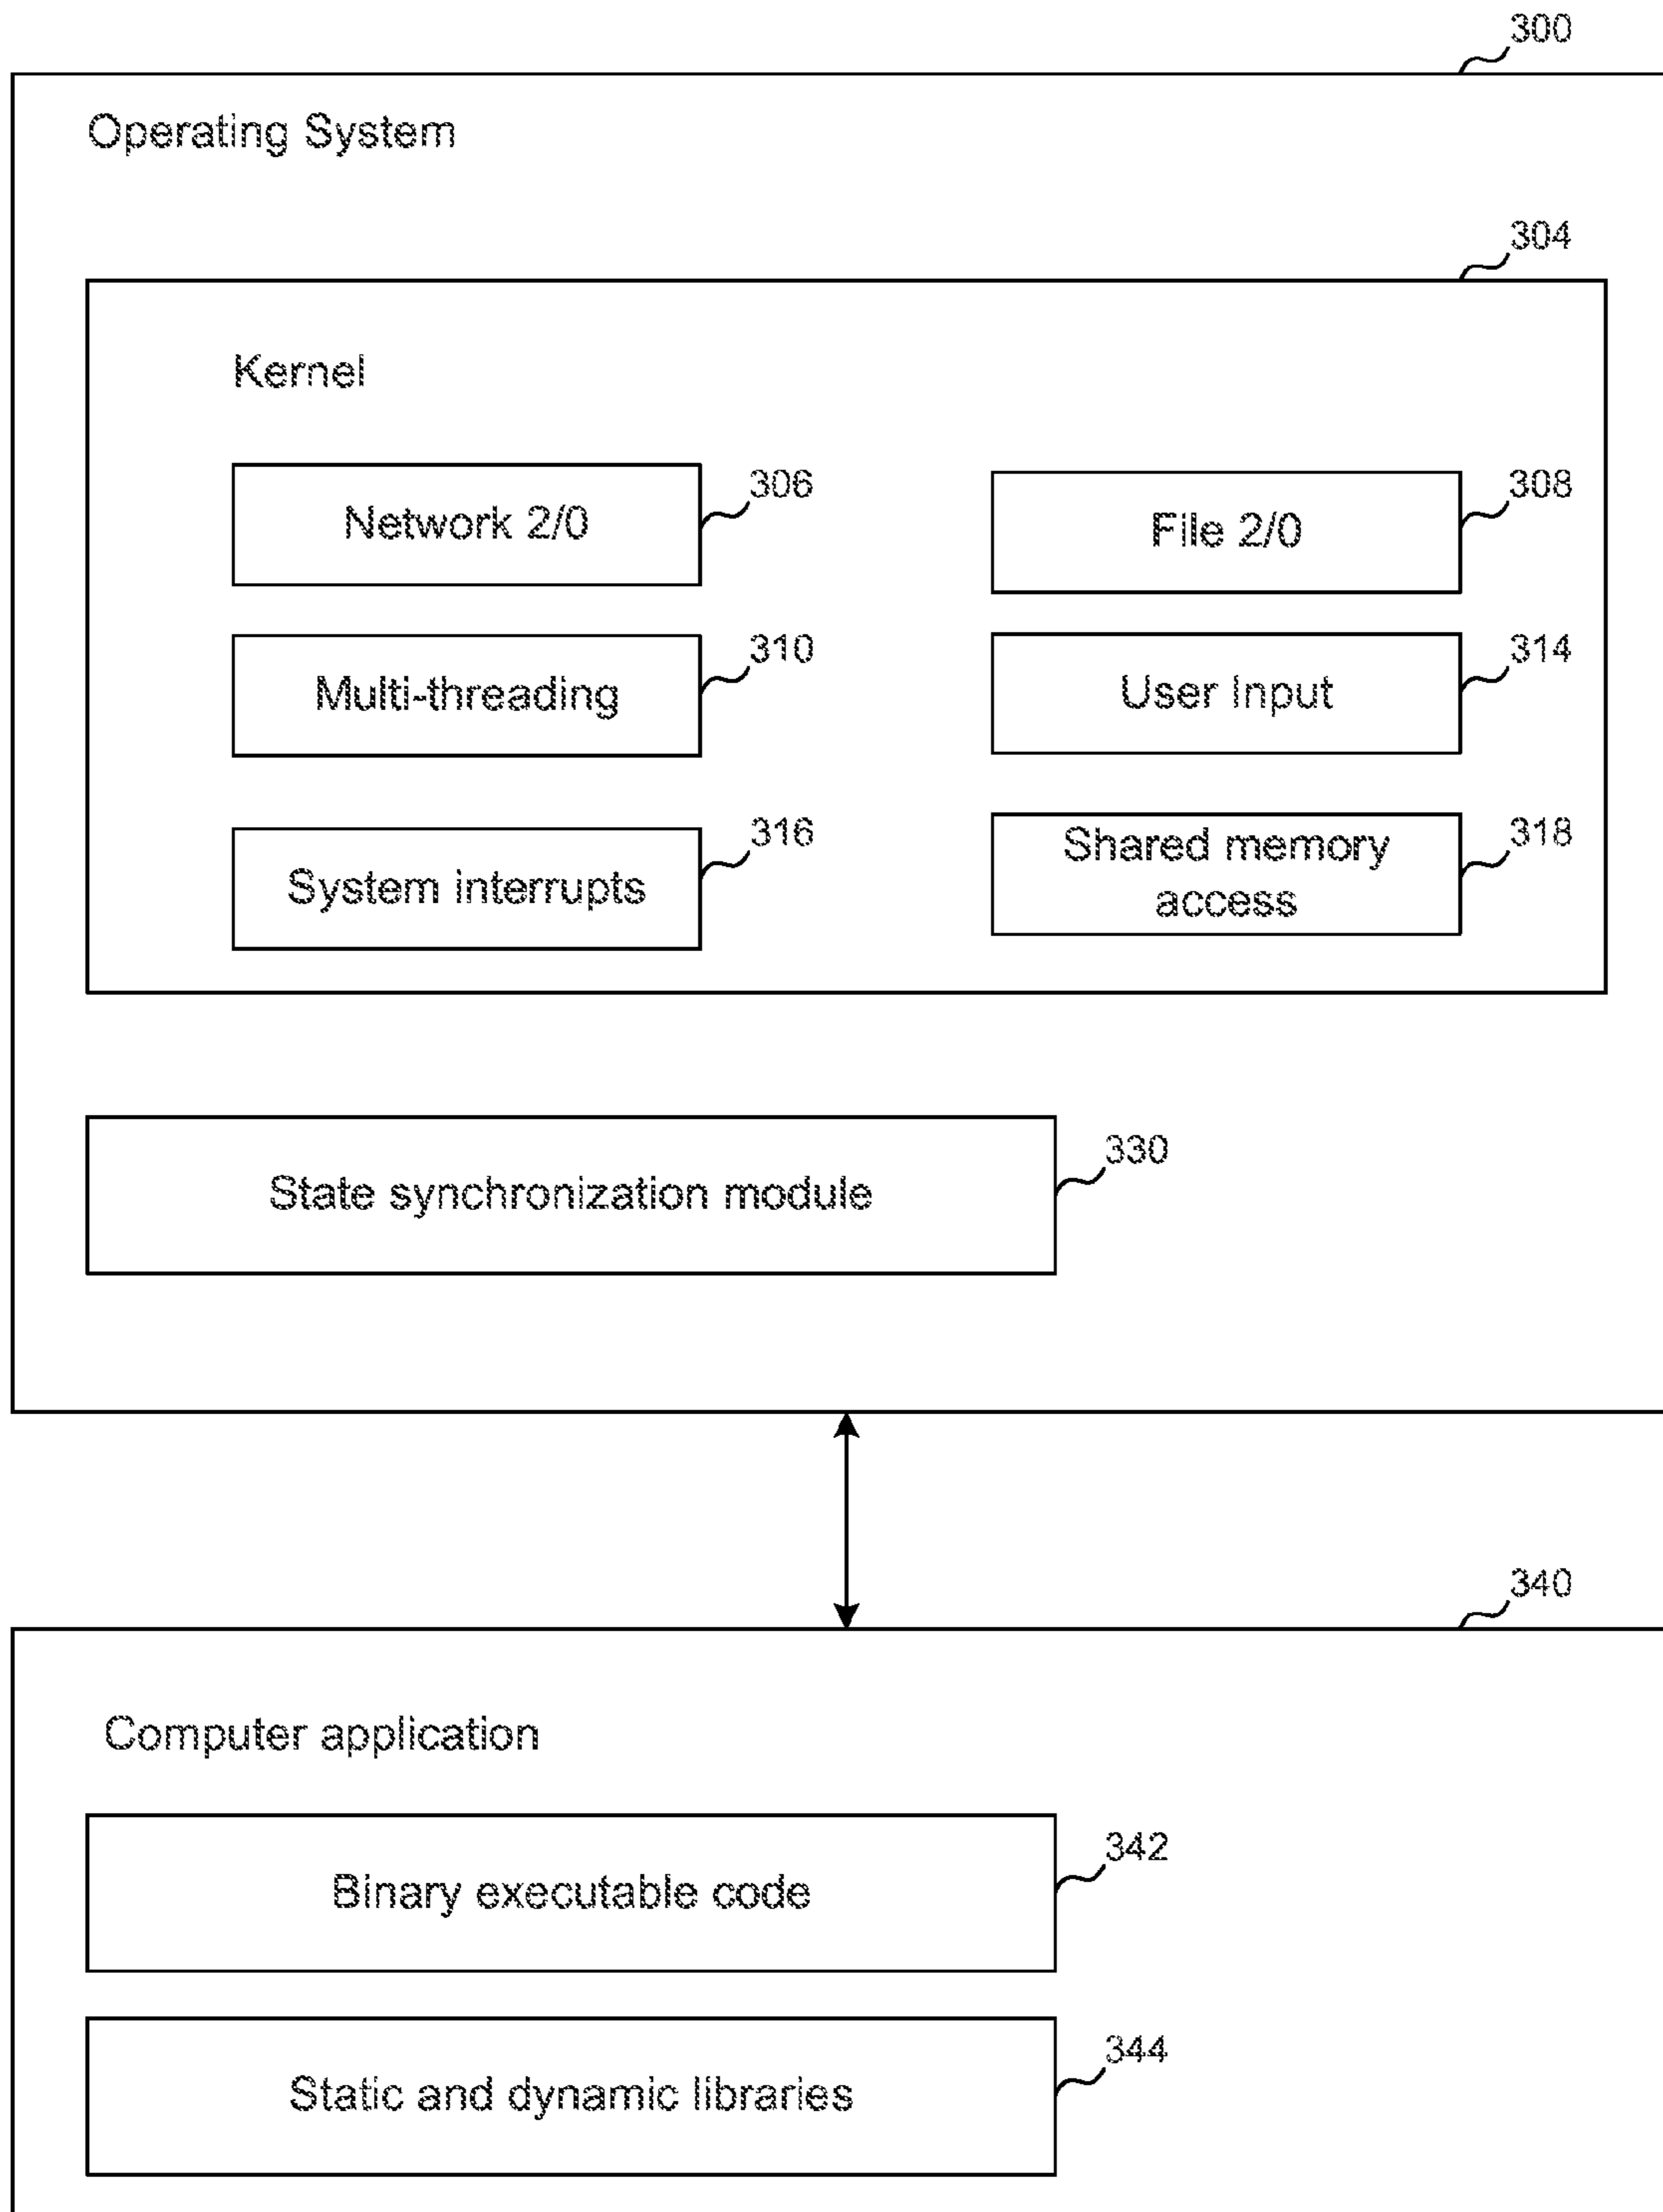 300
Operating System
304
Kernel
Network 2/0
306
File 2/0
308
Multi-threading
310
User Input
314
System interrupts
316
Shared memory
access
318
State synchronization module
330
340
Computer application
Binary executable code
342
Static and dynamic libraries
344